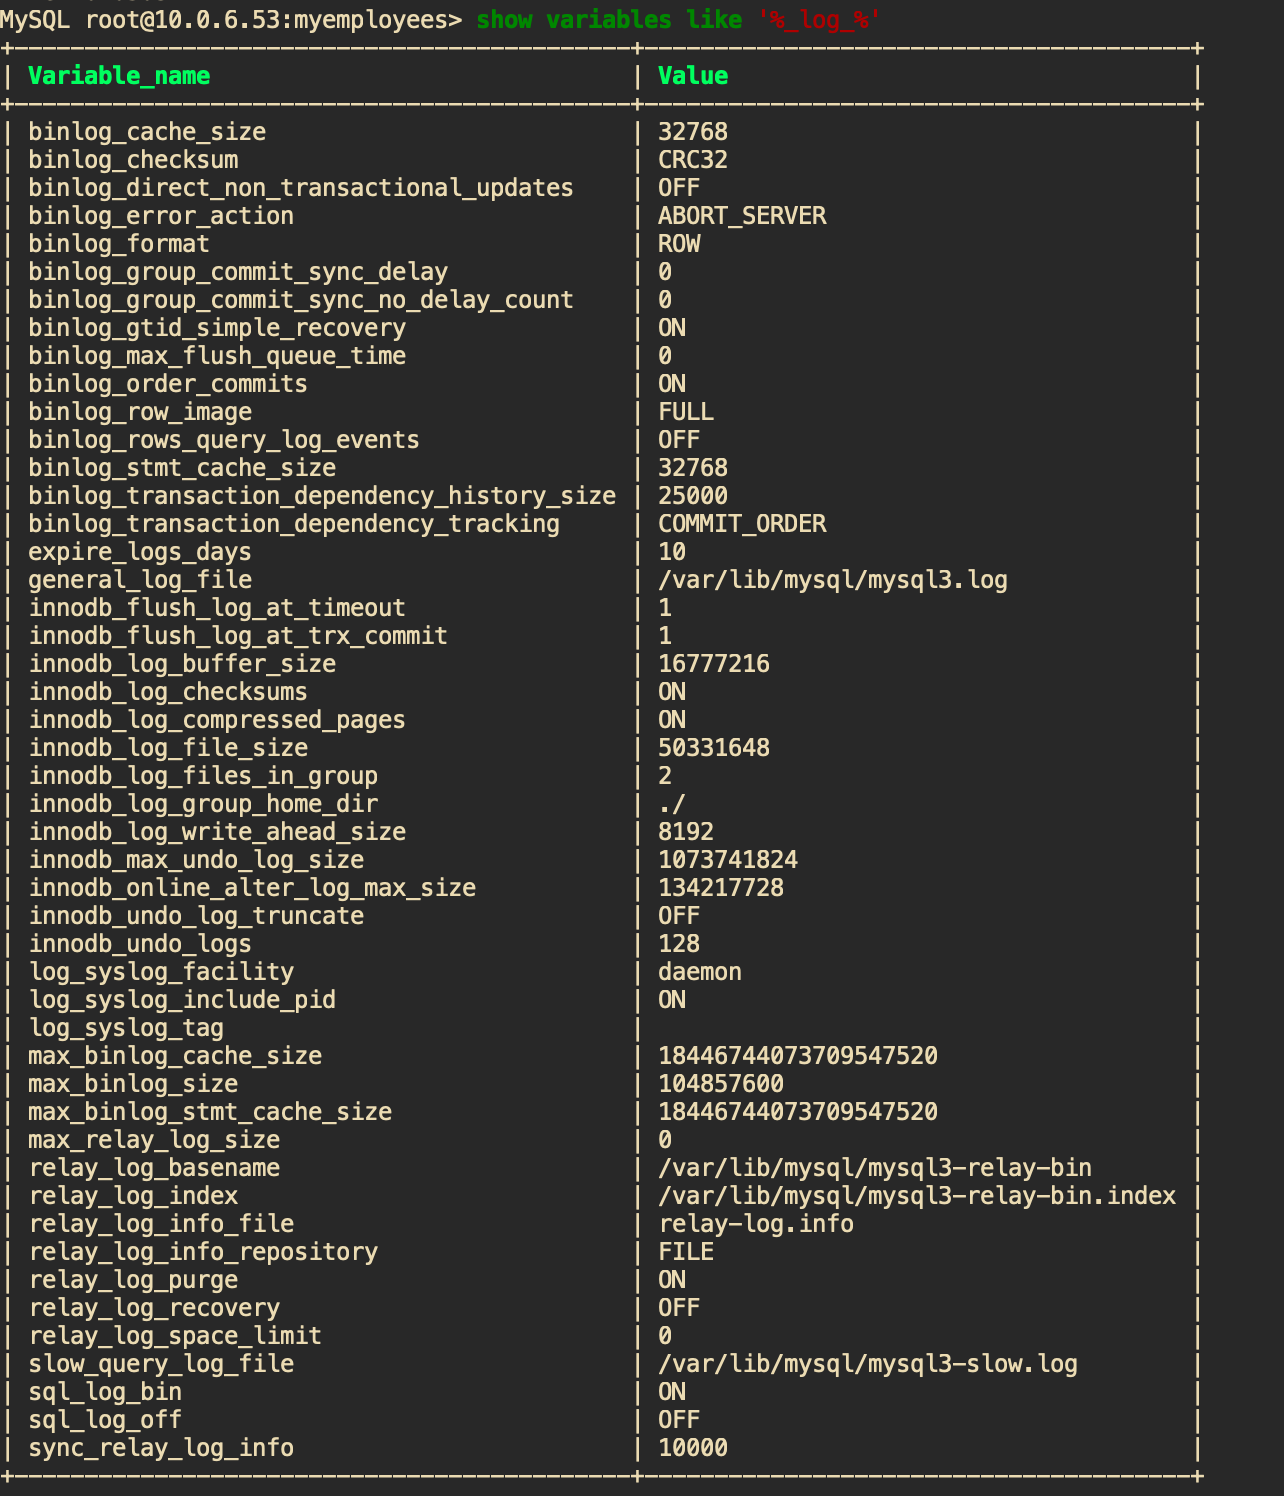 MySQL root@10.0.6.53:myemployees> show variables like '%_log_%'
+--------------------------------------------+---------------------------------------+
| Variable_name                              | Value                                 |
+--------------------------------------------+---------------------------------------+
| binlog_cache_size                          | 32768                                 |
| binlog_checksum                            | CRC32                                 |
| binlog_direct_non_transactional_updates    | OFF                                   |
| binlog_error_action                        | ABORT_SERVER                          |
| binlog_format                              | ROW                                   |
| binlog_group_commit_sync_delay             | 0                                     |
| binlog_group_commit_sync_no_delay_count    | 0                                     |
| binlog_gtid_simple_recovery                | ON                                    |
| binlog_max_flush_queue_time                | 0                                     |
| binlog_order_commits                       | ON                                    |
| binlog_row_image                           | FULL                                  |
| binlog_rows_query_log_events               | OFF                                   |
| binlog_stmt_cache_size                     | 32768                                 |
| binlog_transaction_dependency_history_size | 25000                                 |
| binlog_transaction_dependency_tracking     | COMMIT_ORDER                          |
| expire_logs_days                           | 10                                    |
| general_log_file                           | /var/lib/mysql/mysql3.log             |
| innodb_flush_log_at_timeout                | 1                                     |
| innodb_flush_log_at_trx_commit             | 1                                     |
| innodb_log_buffer_size                     | 16777216                              |
| innodb_log_checksums                       | ON                                    |
| innodb_log_compressed_pages                | ON                                    |
| innodb_log_file_size                       | 50331648                              |
| innodb_log_files_in_group                  | 2                                     |
| innodb_log_group_home_dir                  | ./                                    |
| innodb_log_write_ahead_size                | 8192                                  |
| innodb_max_undo_log_size                   | 1073741824                            |
| innodb_online_alter_log_max_size           | 134217728                             |
| innodb_undo_log_truncate                   | OFF                                   |
| innodb_undo_logs                           | 128                                   |
| log_syslog_facility                        | daemon                                |
| log_syslog_include_pid                     | ON                                    |
| log_syslog_tag                             |                                       |
| max_binlog_cache_size                      | 18446744073709547520                  |
| max_binlog_size                            | 104857600                             |
| max_binlog_stmt_cache_size                 | 18446744073709547520                  |
| max_relay_log_size                         | 0                                     |
| relay_log_basename                         | /var/lib/mysql/mysql3-relay-bin       |
| relay_log_index                            | /var/lib/mysql/mysql3-relay-bin.index |
| relay_log_info_file                        | relay-log.info                        |
| relay_log_info_repository                  | FILE                                  |
| relay_log_purge                            | ON                                    |
| relay_log_recovery                         | OFF                                   |
| relay_log_space_limit                      | 0                                     |
| slow_query_log_file                        | /var/lib/mysql/mysql3-slow.log        |
| sql_log_bin                                | ON                                    |
| sql_log_off                                | OFF                                   |
| sync_relay_log_info                        | 10000                                 |
+--------------------------------------------+---------------------------------------+